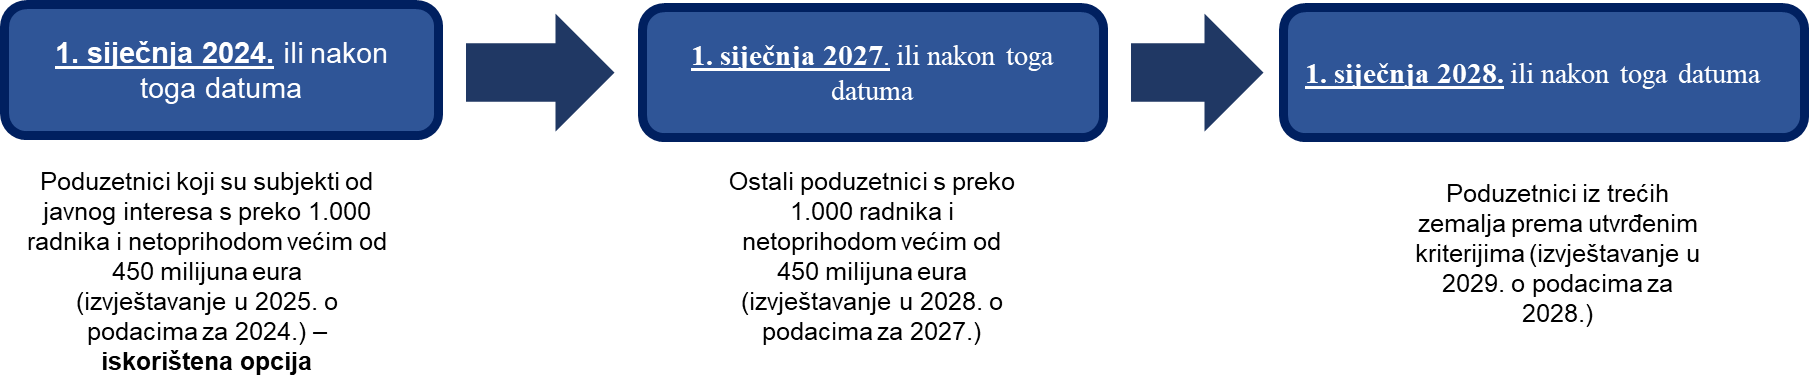 1. siječnja 2024. ili nakon
toga datuma
Poduzetnici koji su subjekti od
javnog interesa s preko 1.000
radnika i netoprihodom većim od
450 milijuna eura
(izvještavanje u 2025. o
podacima za 2024.) –
iskorištena opcija
1. siječnja 2027. ili nakon toga
datuma
Ostali poduzetnici s preko
1.000 radnika i
netoprihodom većim od
450 milijuna eura
(izvještavanje u 2028. o
podacima za 2027.)
1. siječnja 2028. ili nakon toga datuma
Poduzetnici iz trećih
zemalja prema utvrđenim
kriterijima (izvještavanje u
2029. o podacima za
2028.)